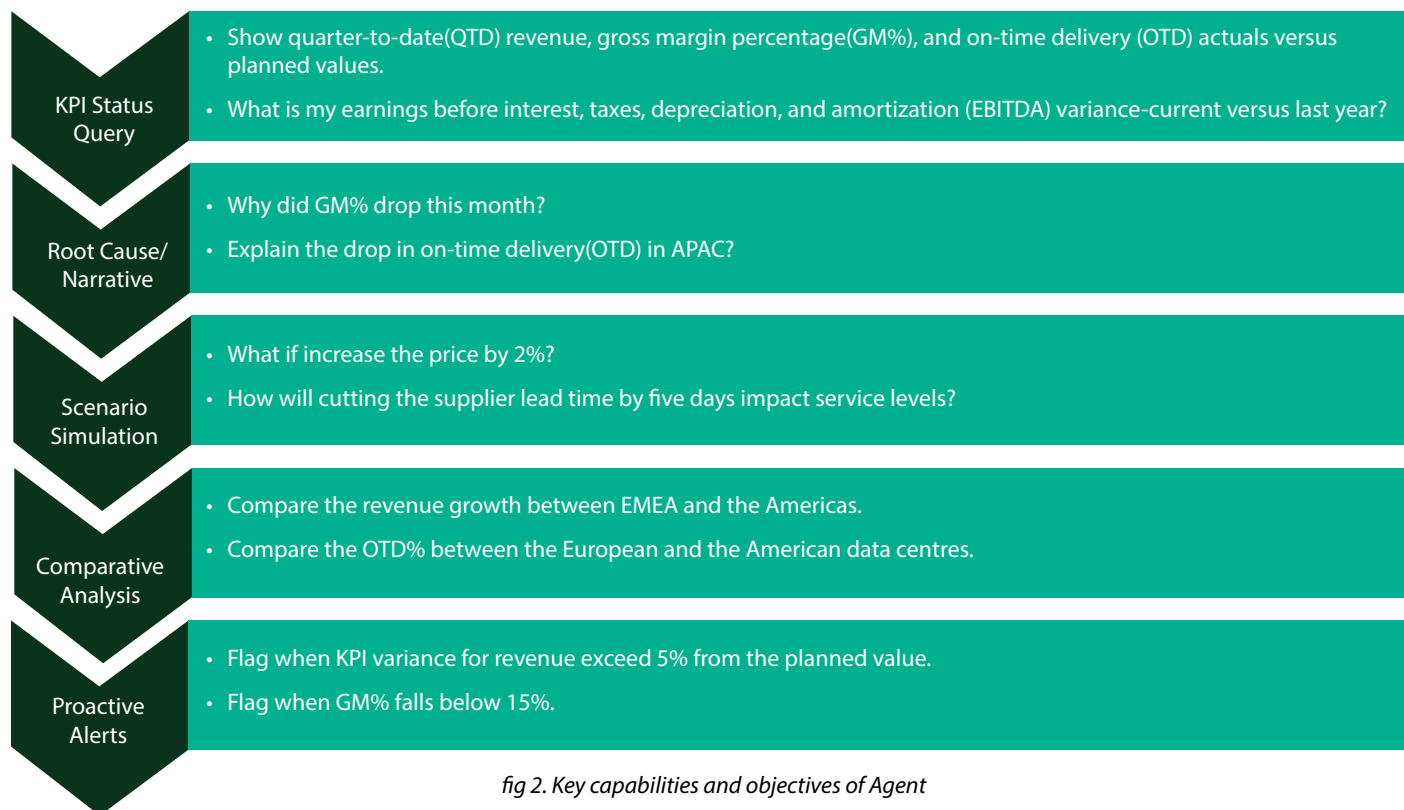 KPI Status
Query
• Show quarter-to-date(QTD) revenue, gross margin percentage(GM%), and on-time delivery (OTD) actuals versus
planned values.
• What is my earnings before interest, taxes, depreciation, and amortization (EBITDA) variance-current versus last year?
Root Cause/
Narrative
• Why did GM% drop this month?
• Explain the drop in on-time delivery(OTD) in APAC?
Scenario
Simulation
• What if increase the price by 2%?
• How will cutting the supplier lead time by five days impact service levels?
Comparative
Analysis
• Compare the revenue growth between EMEA and the Americas.
• Compare the OTD% between the European and the American data centres.
Proactive
Alerts
• Flag when KPI variance for revenue exceed 5% from the planned value.
• Flag when GM% falls below 15%.
fig 2. Key capabilities and objectives of Agent